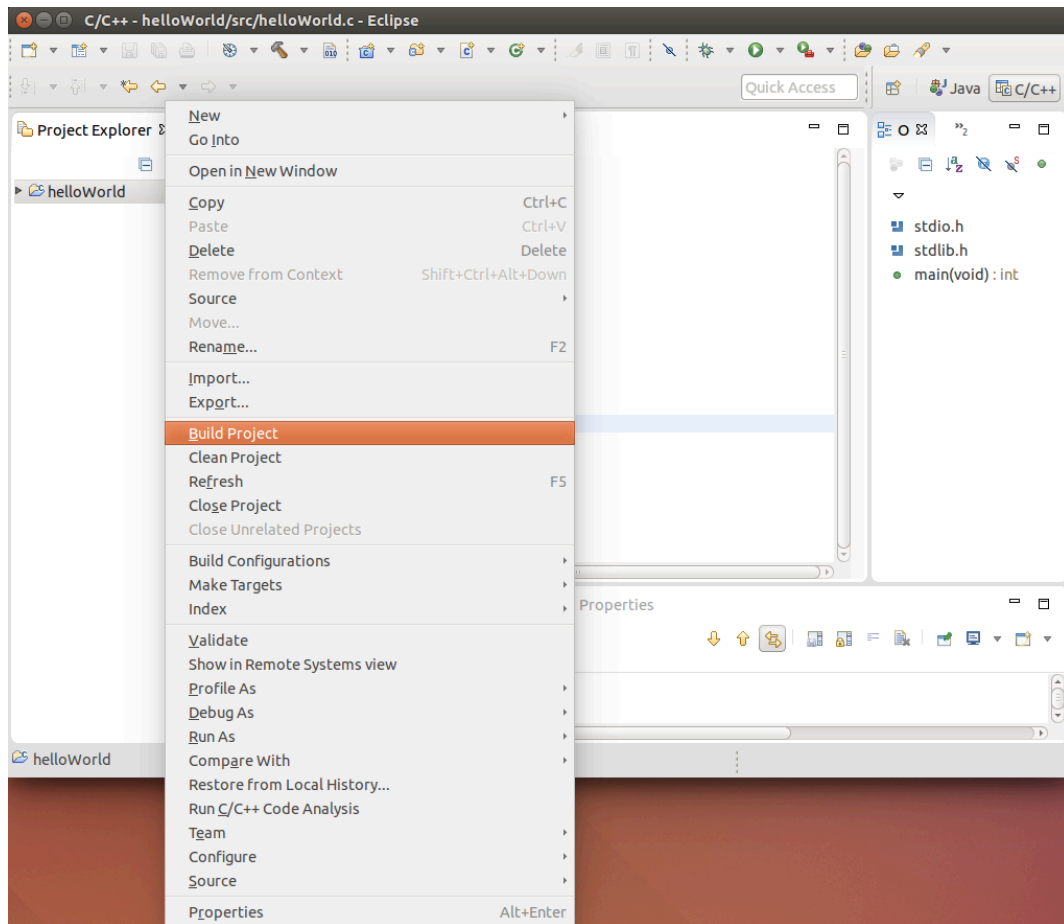 C/C++ - helloWorld/src/helloWorld.c - Eclipse
010
Quick Access
Java
C/C++
Project Explorer
helloWorld
New
Go Into
Open in New Window
Copy Ctrl+C
Paste Ctrl+V
Delete Delete
Remove from Context Shift+Ctrl+Alt+Down
Source
Move...
Rename... F2
Import...
Export...
Build Project
Clean Project
Refresh F5
Close Project
Close Unrelated Projects
Build Configurations
Make Targets
Index
Validate
Show in Remote Systems view
Profile As
Debug As
Run As
Compare With
Restore from Local History...
Run C/C++ Code Analysis
Team
Configure
Source
Properties Alt+Enter
O
»2
stdio.h
stdlib.h
main(void) : int
Properties
helloWorld